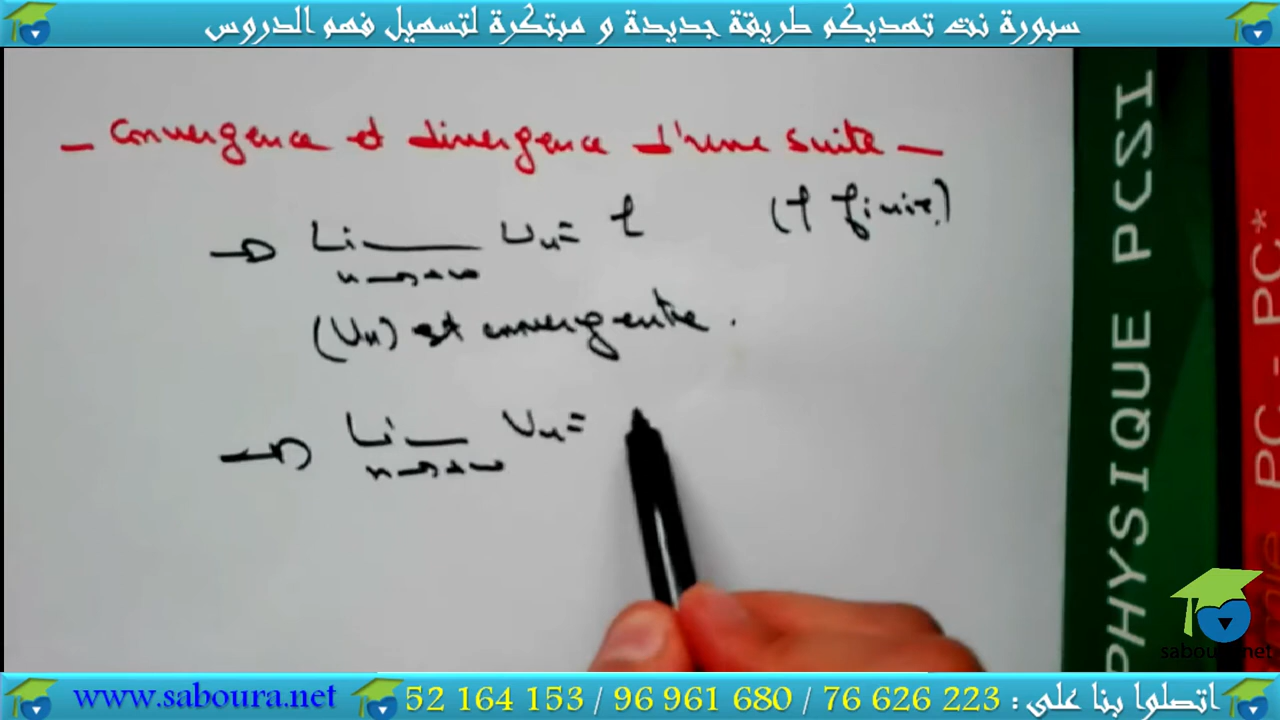 سبورة نت تهديكم طريقة جديدة و مبتكرة لتسهيل فهم الدروس
- Convergence et divergence d'une suite -
→ Lim Un = l (l finie)
n→+∞
(Un) est convergente.
→ Lim Un =
n→+∞
PHYSIQUE PCSI
PC - PC*
saboura.net
www.saboura.net 52 164 153 / 96 961 680 / 76 626 223 : اتصلوا بنا على